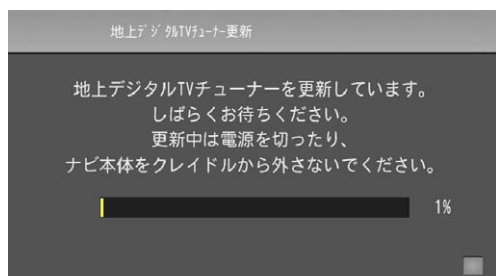 地上ﾃﾞｼﾞﾀﾙTVﾁｭｰﾅｰ更新
地上デジタルTVチューナーを更新しています。
しばらくお待ちください。
更新中は電源を切ったり、
ナビ本体をクレイドルから外さないでください。
1%